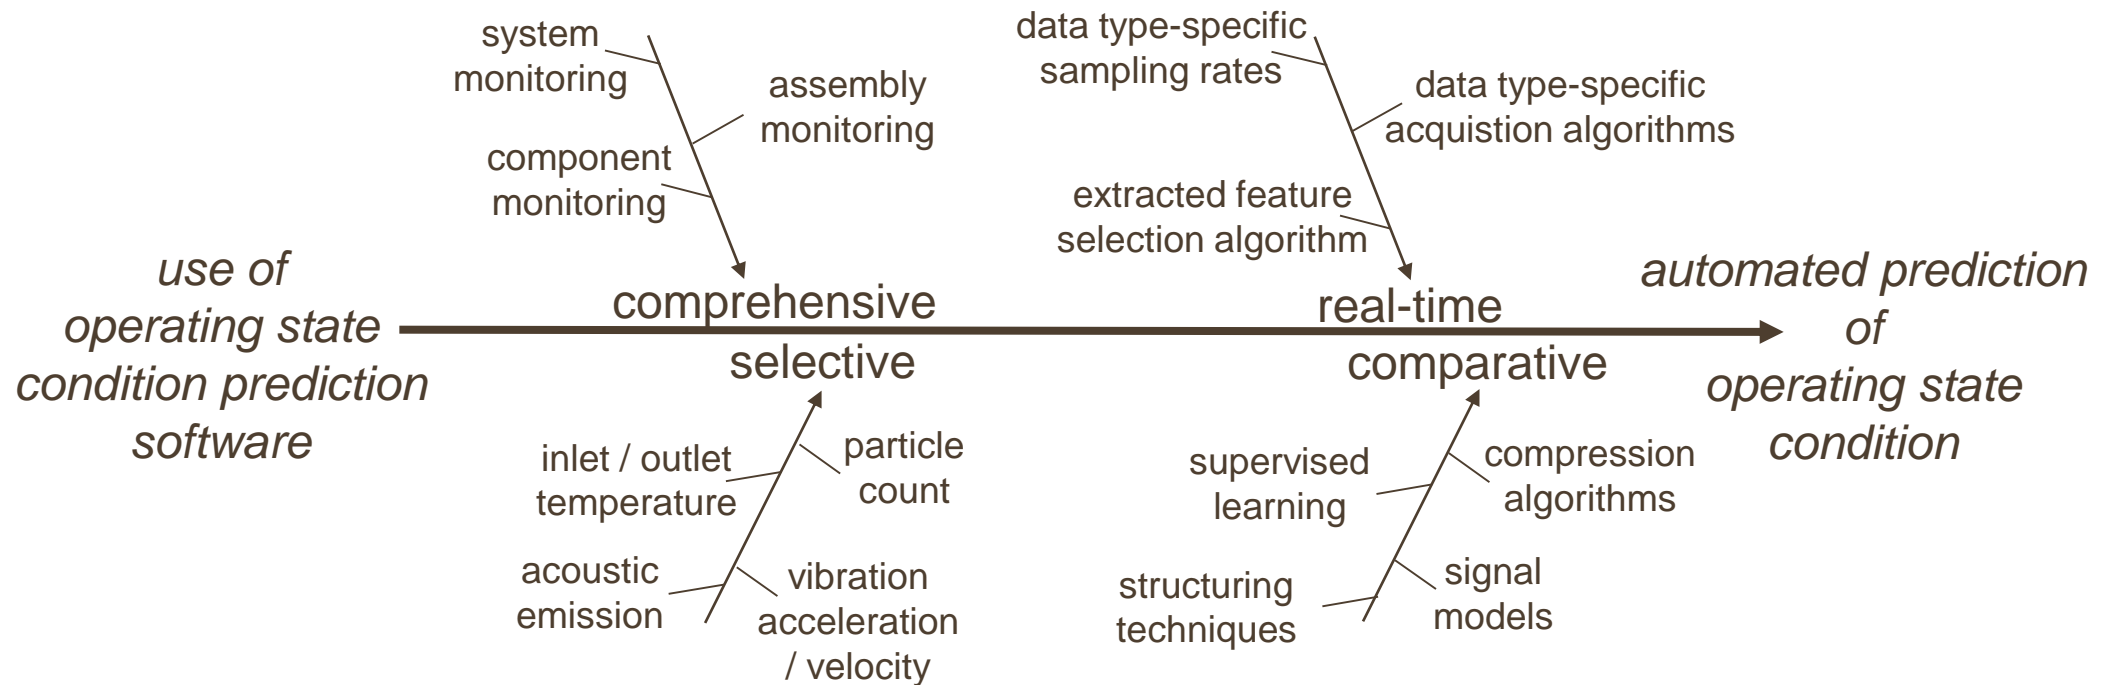 use of
operating state
condition prediction
software
system
monitoring
assembly
monitoring
component
monitoring
comprehensive
data type-specific
sampling rates
data type-specific
acquistion algorithms
extracted feature
selection algorithm
real-time
selective
inlet / outlet
temperature
particle
count
acoustic
emission
vibration
acceleration
/ velocity
comparative
supervised
learning
compression
algorithms
structuring
techniques
signal
models
automated prediction
of
operating state
condition